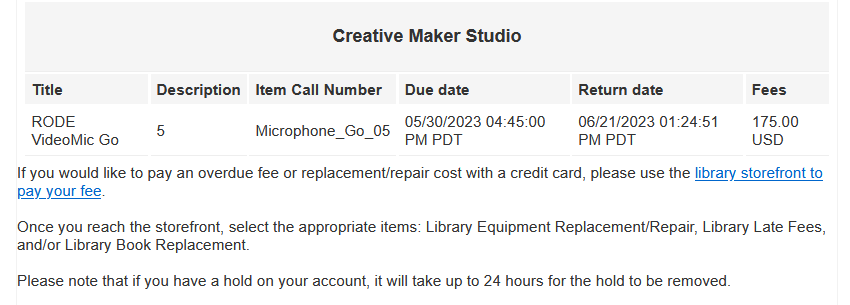 Creative Maker Studio
Title Description Item Call Number Due date Return date Fees
RODE VideoMic Go 5 Microphone_Go_05 05/30/2023 04:45:00 PM PDT 06/21/2023 01:24:51 PM PDT 175.00 USD
If you would like to pay an overdue fee or replacement/repair cost with a credit card, please use the library storefront to
pay your fee.
Once you reach the storefront, select the appropriate items: Library Equipment Replacement/Repair, Library Late Fees,
and/or Library Book Replacement.
Please note that if you have a hold on your account, it will take up to 24 hours for the hold to be removed.